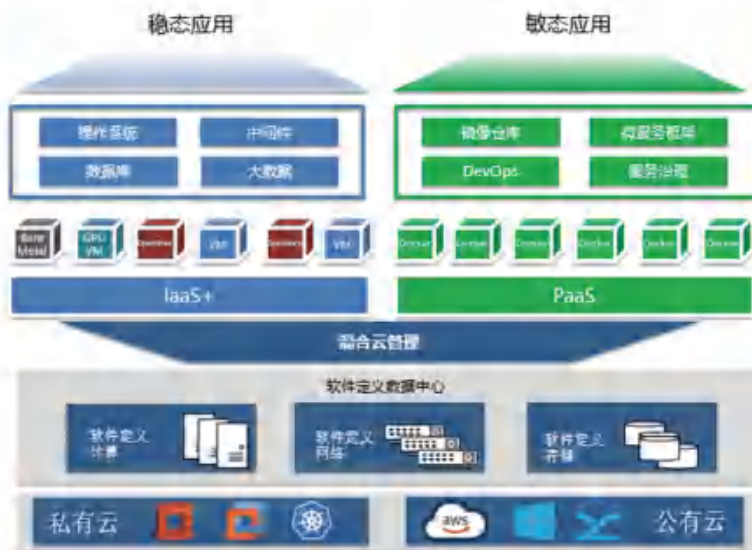 稳态应用
敏态应用
操作系统
中间件
数据库
大数据
镜像仓库
微服务框架
DevOps
服务治理
Bare Metal
GPU VM
VM
VM
Docker
Docker
Docker
Docker
Docker
Docker
IaaS+
PaaS
混合云管理
软件定义数据中心
软件定义
计算
软件定义
网络
软件定义
存储
私有云
aws
公有云